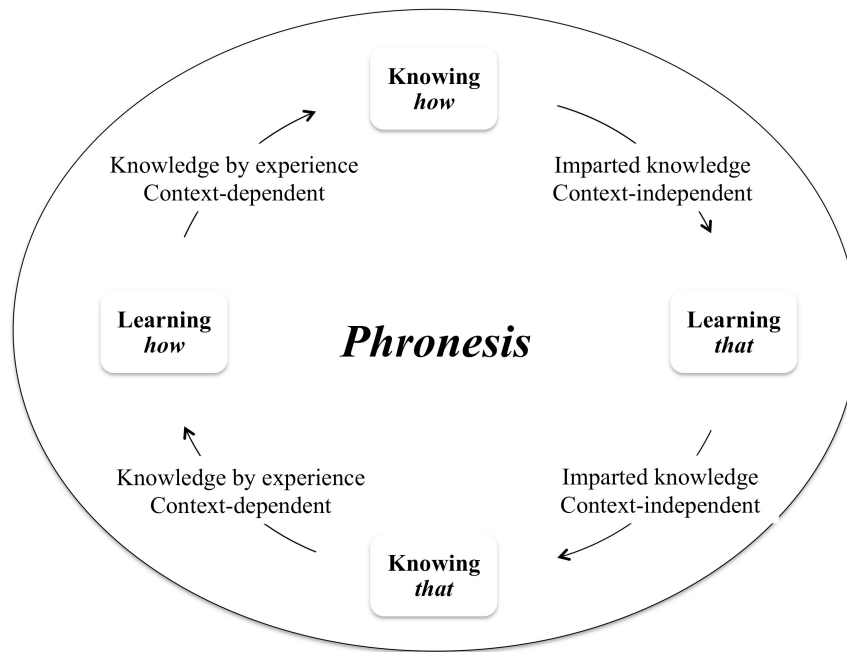 Knowing
how
Knowledge by experience
Context-dependent
Imparted knowledge
Context-independent
Learning
how
Phronesis
Learning
that
Knowledge by experience
Context-dependent
Imparted knowledge
Context-independent
Knowing
that